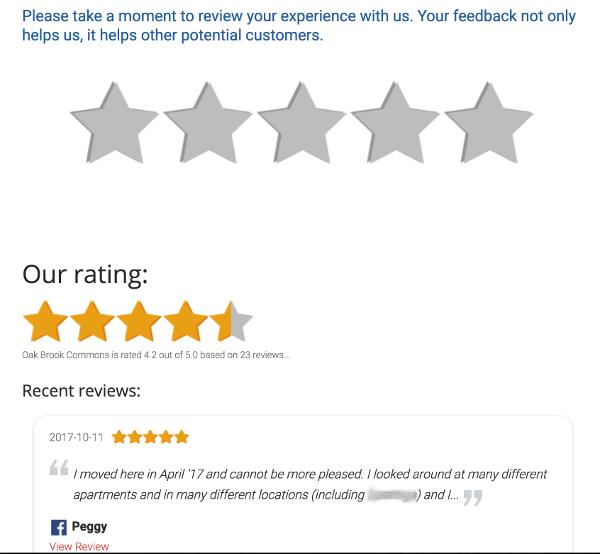 Please take a moment to review your experience with us. Your feedback not only
helps us, it helps other potential customers.
Our rating:
Oak Brook Commons is rated 4.2 out of 5.0 based on 23 reviews...
Recent reviews:
2017-10-11
“ I moved here in April '17 and cannot be more pleased. I looked around at many different
apartments and in many different locations (including ) and I... ”
Peggy
View Review